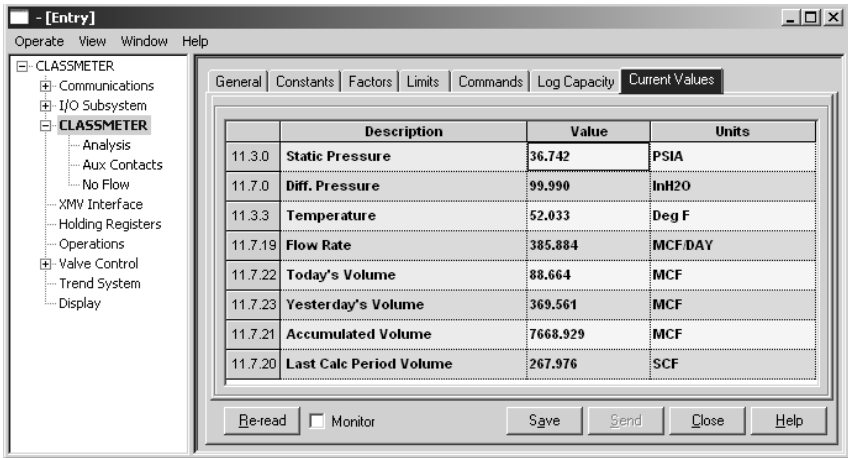 - [Entry]
Operate View Window Help
CLASSMETER
Communications
I/O Subsystem
CLASSMETER
Analysis
Aux Contacts
No Flow
XMV Interface
Holding Registers
Operations
Valve Control
Trend System
Display
General Constants Factors Limits Commands Log Capacity Current Values
Description Value Units
11.3.0 Static Pressure 36.742 PSIA
11.7.0 Diff. Pressure 99.990 InH2O
11.3.3 Temperature 52.033 Deg F
11.7.19 Flow Rate 385.884 MCF/DAY
11.7.22 Today's Volume 88.664 MCF
11.7.23 Yesterday's Volume 369.561 MCF
11.7.21 Accumulated Volume 7668.929 MCF
11.7.20 Last Calc Period Volume 267.976 SCF
Re-read Monitor Save Send Close Help